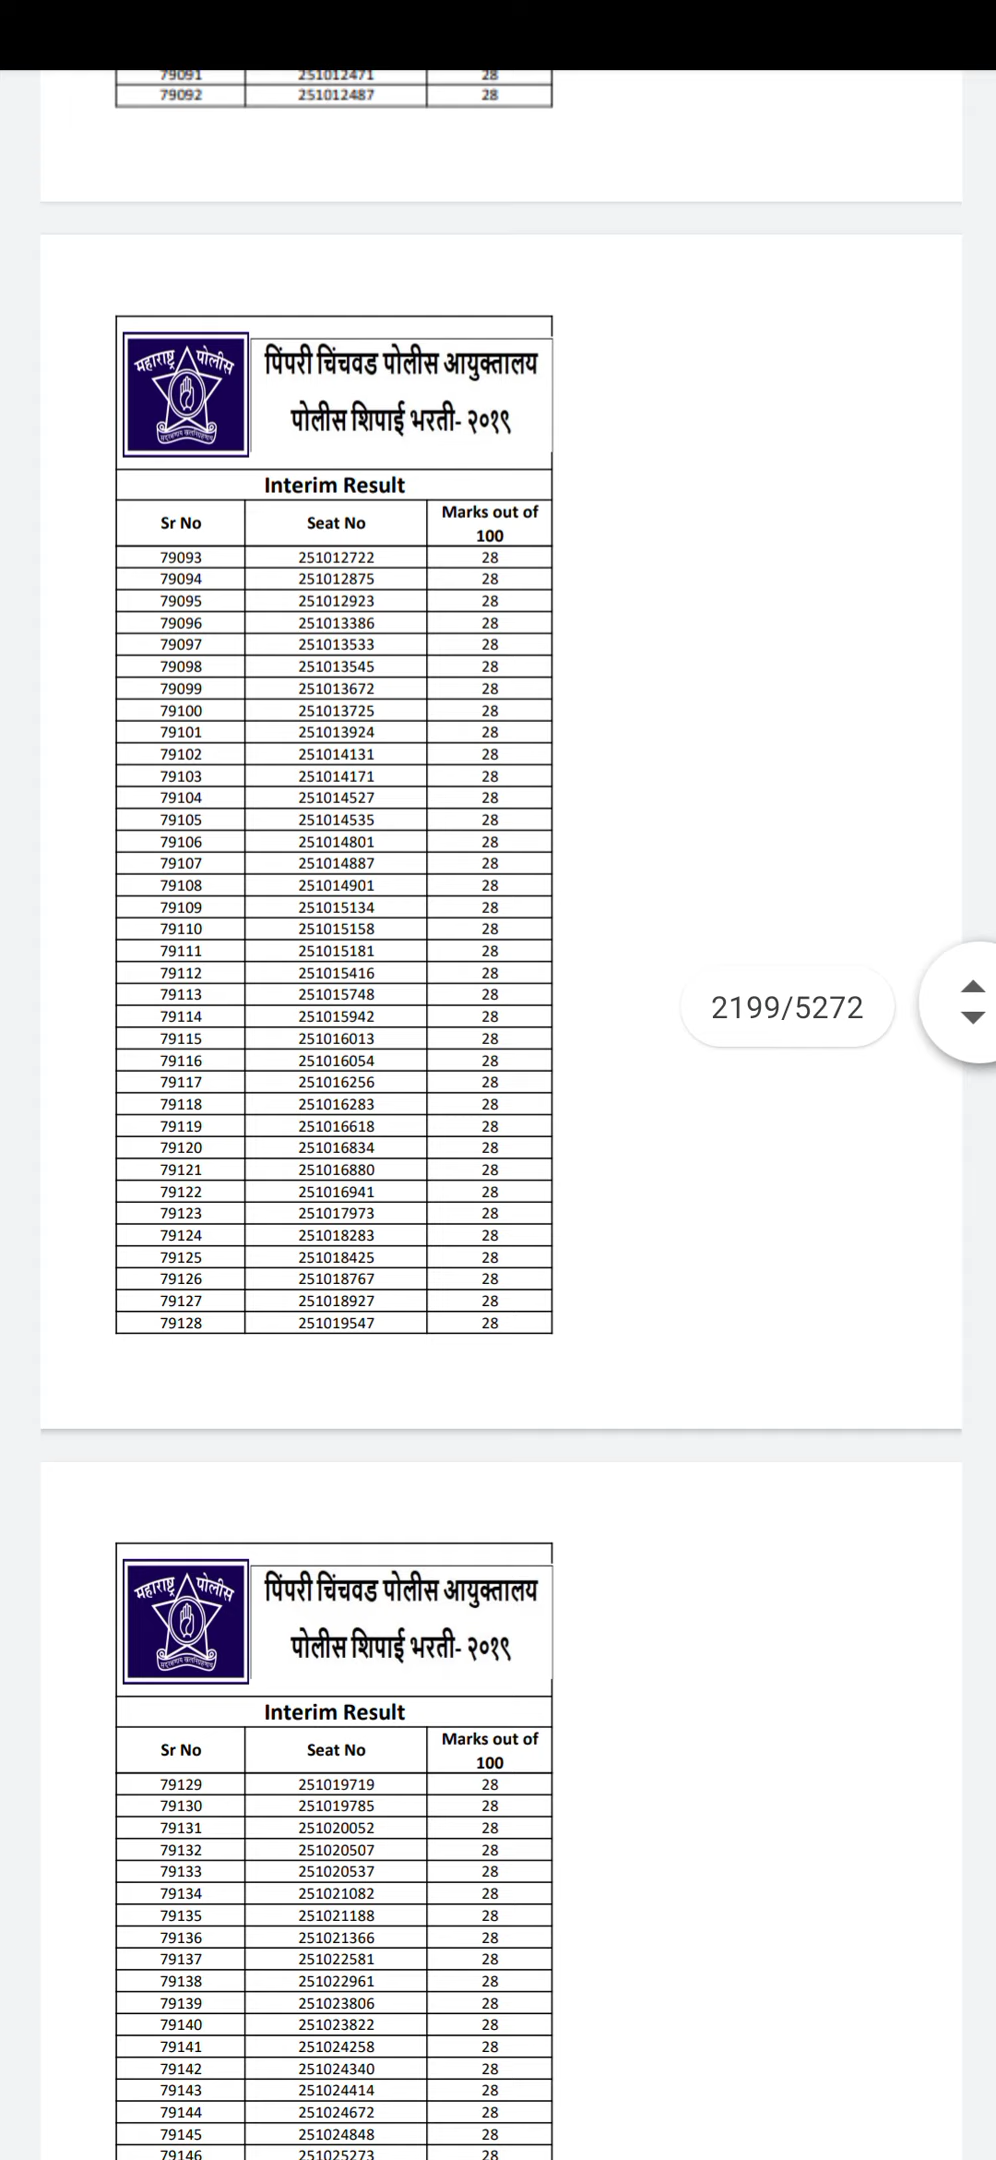 79091 251012471 28
79092 251012487 28
महाराष्ट्र पोलीस
पिंपरी चिंचवड पोलीस आयुक्तालय
पोलीस शिपाई भरती- २०१९
Interim Result
Sr No Seat No Marks out of 100
79093 251012722 28
79094 251012875 28
79095 251012923 28
79096 251013386 28
79097 251013533 28
79098 251013545 28
79099 251013672 28
79100 251013725 28
79101 251013924 28
79102 251014131 28
79103 251014171 28
79104 251014527 28
79105 251014535 28
79106 251014801 28
79107 251014887 28
79108 251014901 28
79109 251015134 28
79110 251015158 28
79111 251015181 28
79112 251015416 28
79113 251015748 28
2199/5272
79114 251015942 28
79115 251016013 28
79116 251016054 28
79117 251016256 28
79118 251016283 28
79119 251016618 28
79120 251016834 28
79121 251016880 28
79122 251016941 28
79123 251017973 28
79124 251018283 28
79125 251018425 28
79126 251018767 28
79127 251018927 28
79128 251019547 28
महाराष्ट्र पोलीस
पिंपरी चिंचवड पोलीस आयुक्तालय
पोलीस शिपाई भरती- २०१९
Interim Result
Sr No Seat No Marks out of 100
79129 251019719 28
79130 251019785 28
79131 251020052 28
79132 251020507 28
79133 251020537 28
79134 251021082 28
79135 251021188 28
79136 251021366 28
79137 251022581 28
79138 251022961 28
79139 251023806 28
79140 251023822 28
79141 251024258 28
79142 251024340 28
79143 251024414 28
79144 251024672 28
79145 251024848 28
79146 251025273 28